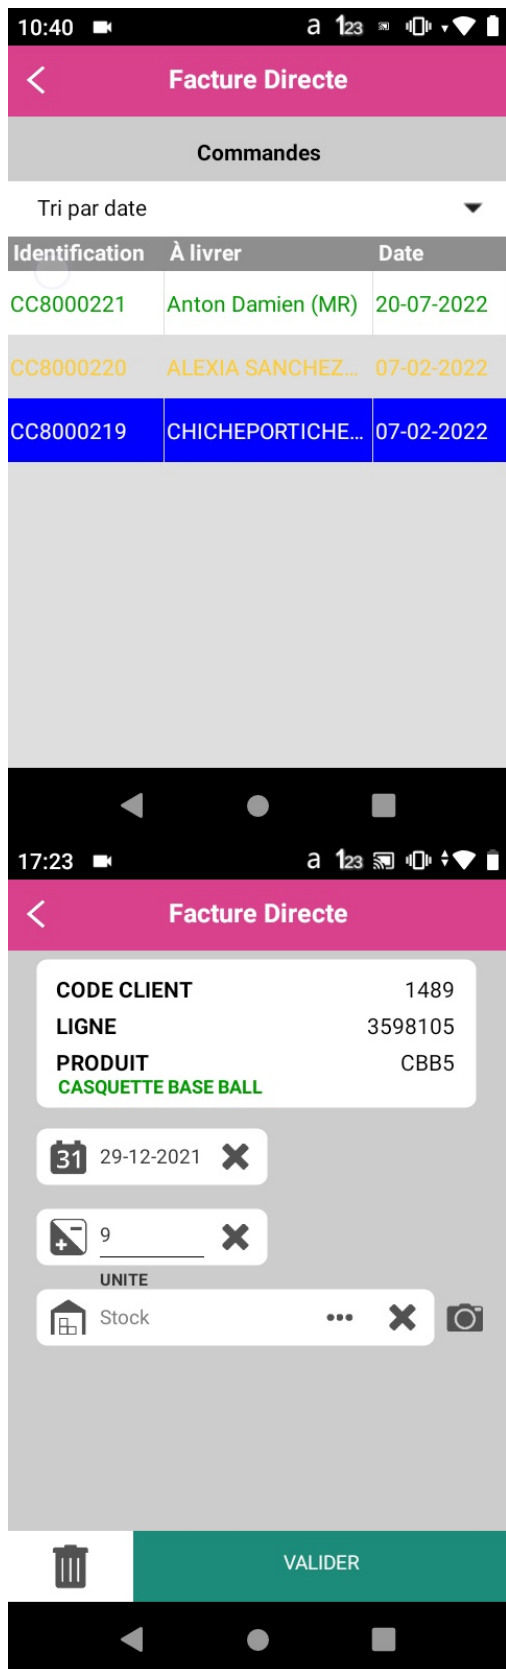 10:40 a 123
Facture Directe
Commandes
Tri par date
Identification À livrer Date
CC8000221 Anton Damien (MR) 20-07-2022
CC8000220 ALEXIA SANCHEZ... 07-02-2022
CC8000219 CHICHEPORTICHE... 07-02-2022
17:23 a 123
Facture Directe
CODE CLIENT 1489
LIGNE 3598105
PRODUIT CBB5
CASQUETTE BASE BALL
31 29-12-2021
9
UNITE
Stock
VALIDER